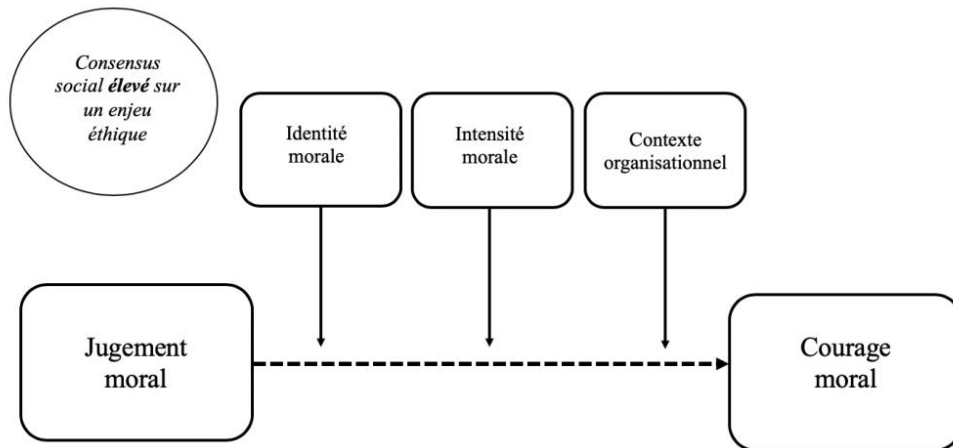 Consensus
social élevé sur
un enjeu
éthique
Identité
morale
Intensité
morale
Contexte
organisationnel
Jugement
moral
Courage
moral